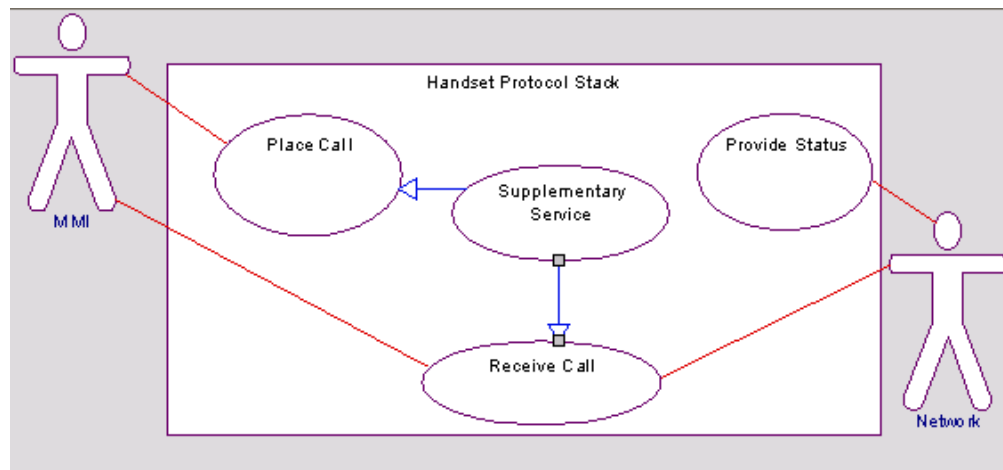 Handset Protocol Stack
Place Call
Provide Status
Supplementary
Service
MMI
Receive Call
Network